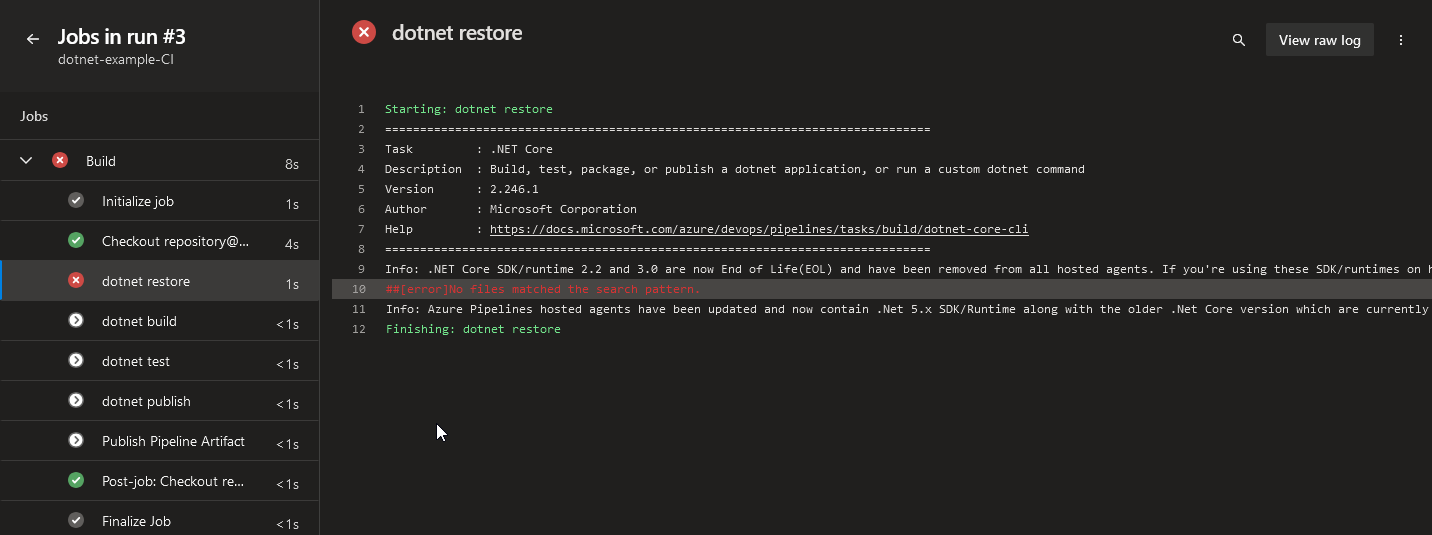 Jobs in run #3
dotnet-example-CI
Jobs
Build 8s
Initialize job 1s
Checkout repository@... 4s
dotnet restore 1s
dotnet build <1s
dotnet test <1s
dotnet publish <1s
Publish Pipeline Artifact <1s
Post-job: Checkout re... <1s
Finalize Job <1s
dotnet restore
View raw log
1 Starting: dotnet restore
2 ==============================================================================
3 Task : .NET Core
4 Description : Build, test, package, or publish a dotnet application, or run a custom dotnet command
5 Version : 2.246.1
6 Author : Microsoft Corporation
7 Help : https://docs.microsoft.com/azure/devops/pipelines/tasks/build/dotnet-core-cli
8 ==============================================================================
9 Info: .NET Core SDK/runtime 2.2 and 3.0 are now End of Life(EOL) and have been removed from all hosted agents. If you're using these SDK/runtimes on h
10 ##[error]No files matched the search pattern.
11 Info: Azure Pipelines hosted agents have been updated and now contain .Net 5.x SDK/Runtime along with the older .Net Core version which are currently
12 Finishing: dotnet restore